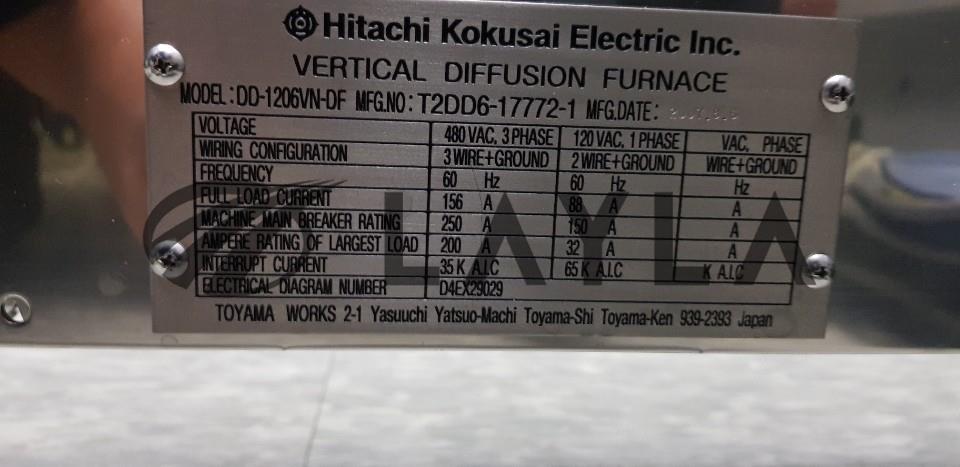 Hitachi Kokusai Electric Inc.
VERTICAL DIFFUSION FURNACE
MODEL : DD-1206VN-DF MFG.NO : T2DD6-17772-1 MFG.DATE :
VOLTAGE 480 VAC, 3 PHASE 120 VAC, 1 PHASE VAC, PHASE
WIRING CONFIGURATION 3 WIRE+GROUND 2 WIRE+GROUND WIRE+GROUND
FREQUENCY 60 Hz 60 Hz Hz
FULL LOAD CURRENT 156 A 88 A A
MACHINE MAIN BREAKER RATING 250 A 150 A A
AMPERE RATING OF LARGEST LOAD 200 A 32 A A
INTERRUPT CURRENT 35 K A.I.C 65 K A.I.C K A.I.C
ELECTRICAL DIAGRAM NUMBER D4EX29029
TOYAMA WORKS 2-1 Yasuuchi Yatsuo-Machi Toyama-Shi Toyama-Ken 939-2393 Japan
LAYLA